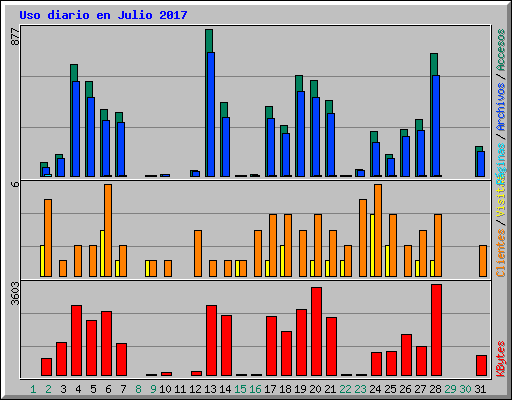 Uso diario en Julio 2017
877
6
3603
Accesos / Archivos / Páginas
Clientes / Visitas
KBytes
1 2 3 4 5 6 7 8 9 10 11 12 13 14 15 16 17 18 19 20 21 22 23 24 25 26 27 28 29 30 31